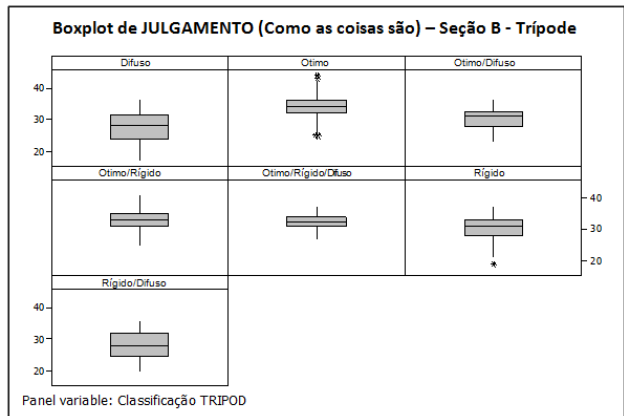 Boxplot de JULGAMENTO (Como as coisas são) – Seção B - Trípode
Difuso Otimo Otimo/Difuso
40
30
20
Otimo/Rígido Otimo/Rígido/Difuso Rígido
40
30
20
Rígido/Difuso
40
30
20
Panel variable: Classificação TRIPOD